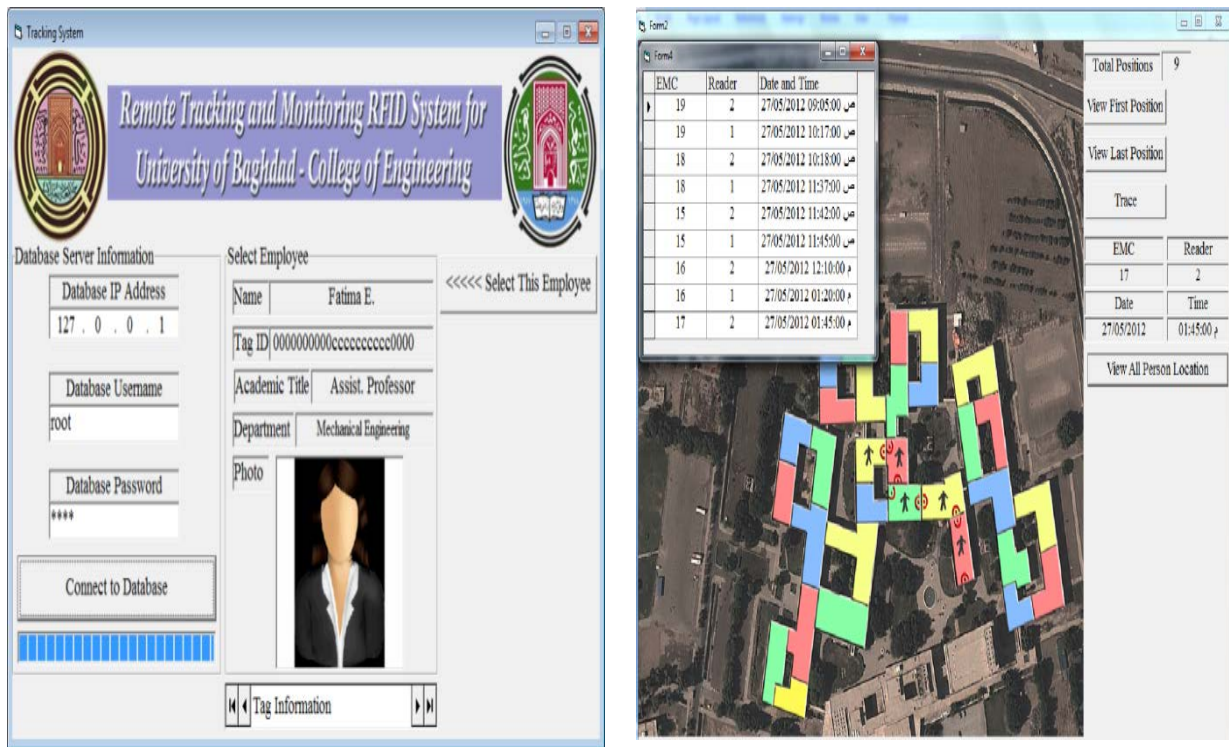 Tracking System
Remote Tracking and Monitoring RFID System for
University of Baghdad - College of Engineering
Database Server Information
Database IP Address
127 . 0 . 0 . 1
Database Username
root
Database Password
****
Connect to Database
Select Employee
Name Fatima E.
Tag ID 0000000000cccccccccc0000
Academic Title Assist. Professor
Department Mechanical Engineering
Photo
<<<<< Select This Employee
Tag Information
Form2
Form4
EMC Reader Date and Time
19 2 27/05/2012 09:05:00 ص
19 1 27/05/2012 10:17:00 ص
18 2 27/05/2012 10:18:00 ص
18 1 27/05/2012 11:37:00 ص
15 2 27/05/2012 11:42:00 ص
15 1 27/05/2012 11:45:00 ص
16 2 27/05/2012 12:10:00 م
16 1 27/05/2012 01:20:00 م
17 2 27/05/2012 01:45:00 م
Total Positions 9
View First Position
View Last Position
Trace
EMC Reader
17 2
Date Time
27/05/2012 01:45:00 م
View All Person Location